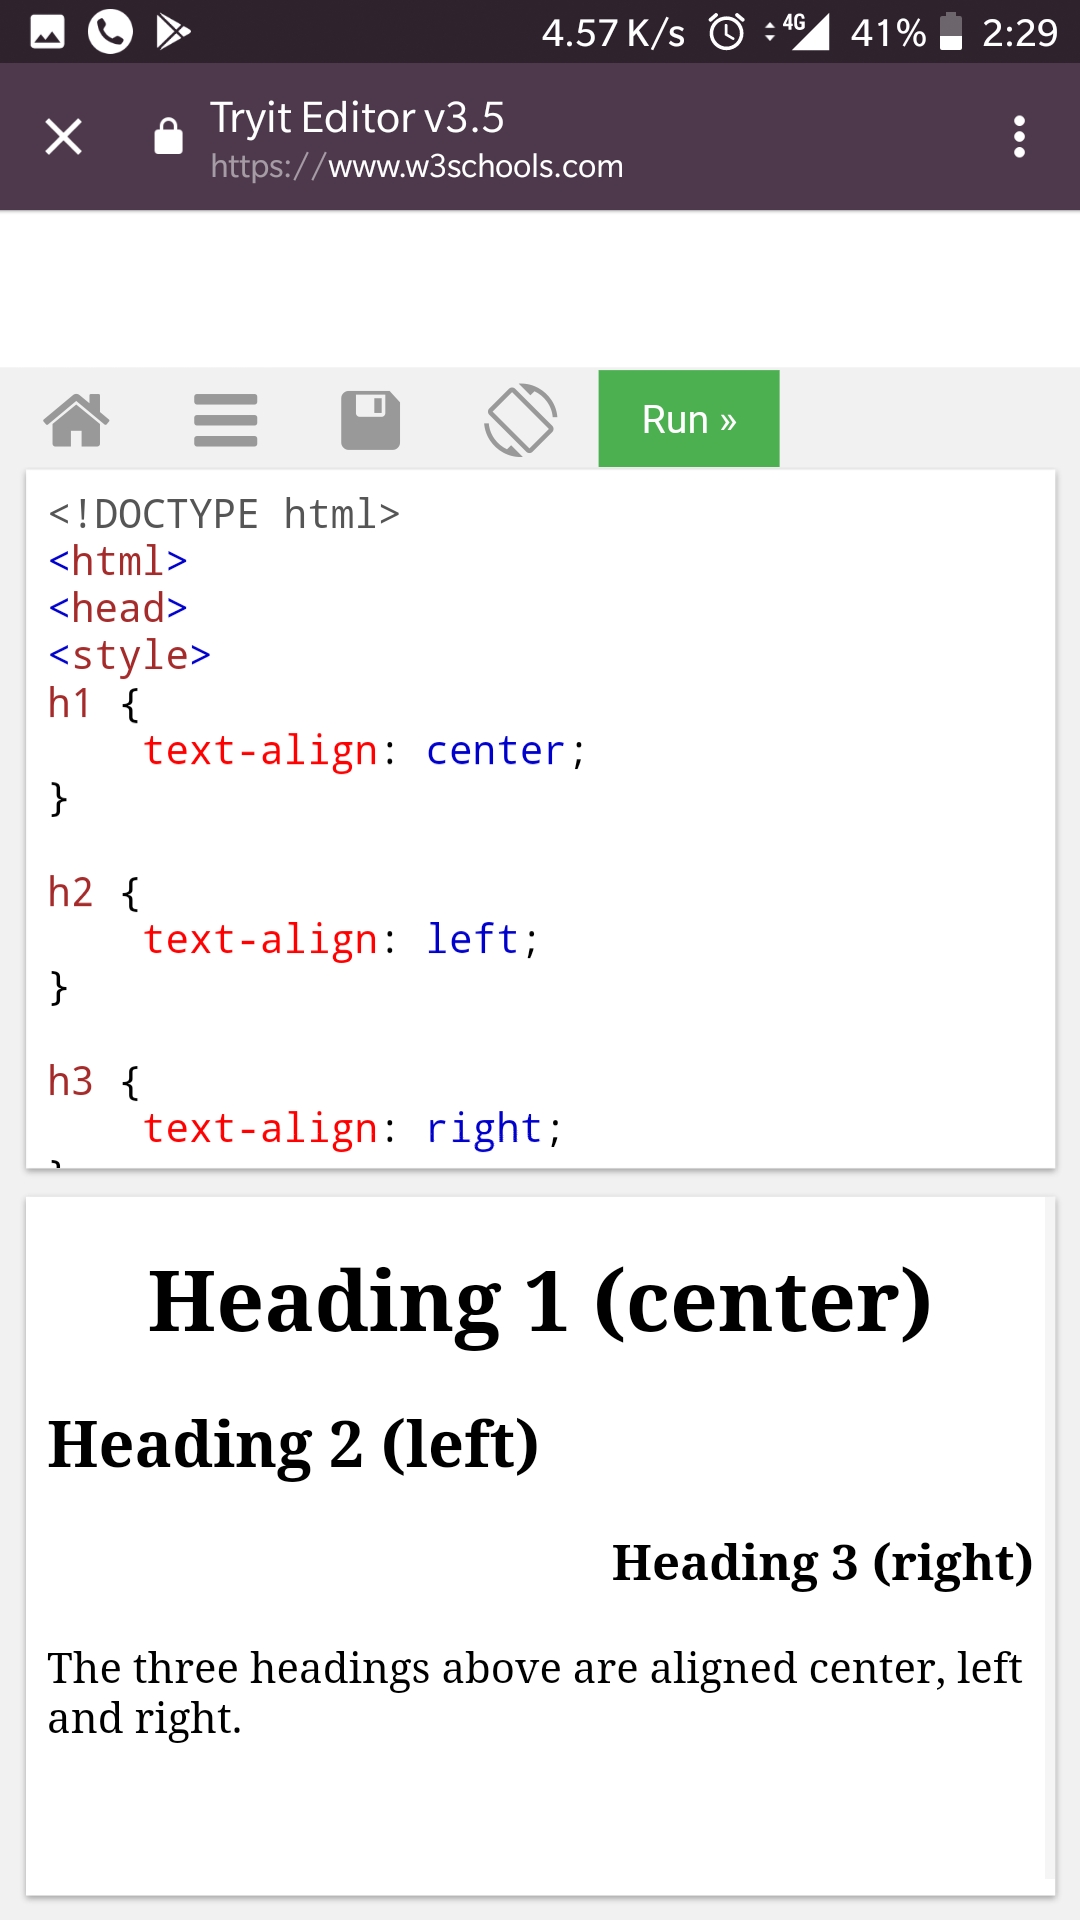 4.57 K/s 4G 41% 2:29
Tryit Editor v3.5
https://www.w3schools.com
Run »
<!DOCTYPE html>
<html>
<head>
<style>
h1 {
    text-align: center;
}
h2 {
    text-align: left;
}
h3 {
    text-align: right;
}
Heading 1 (center)
Heading 2 (left)
Heading 3 (right)
The three headings above are aligned center, left
and right.